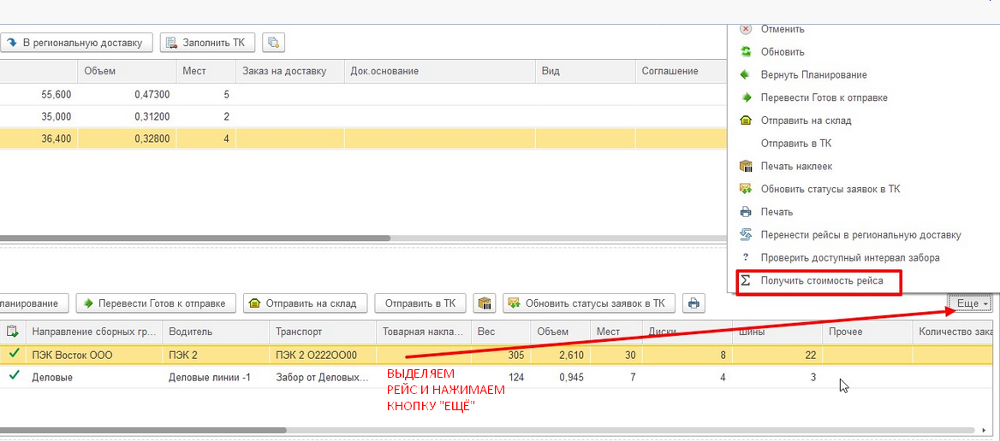 В региональную доставку Заполнить ТК
Объем Мест Заказ на доставку Док.основание Вид Соглашение
55,600 0,47300 5
35,000 0,31200 2
36,400 0,32800 4
Отменить
Обновить
Вернуть Планирование
Перевести Готов к отправке
Отправить на склад
Отправить в ТК
Печать наклеек
Обновить статусы заявок в ТК
Печать
Перенести рейсы в региональную доставку
? Проверить доступный интервал забора
Σ Получить стоимость рейса
ланирование Перевести Готов к отправке Отправить на склад Отправить в ТК Обновить статусы заявок в ТК Еще
Направление сборных гр... Водитель Транспорт Товарная накла... Вес Объем Мест Диски Шины Прочее Количество зака
ПЭК Восток ООО ПЭК 2 ПЭК 2 О222ОО00 305 2,610 30 8 22
Деловые Деловые линии -1 Забор от Деловых... 124 0,945 7 4 3
ВЫДЕЛЯЕМ
РЕЙС И НАЖИМАЕМ
КНОПКУ "ЕЩЁ"